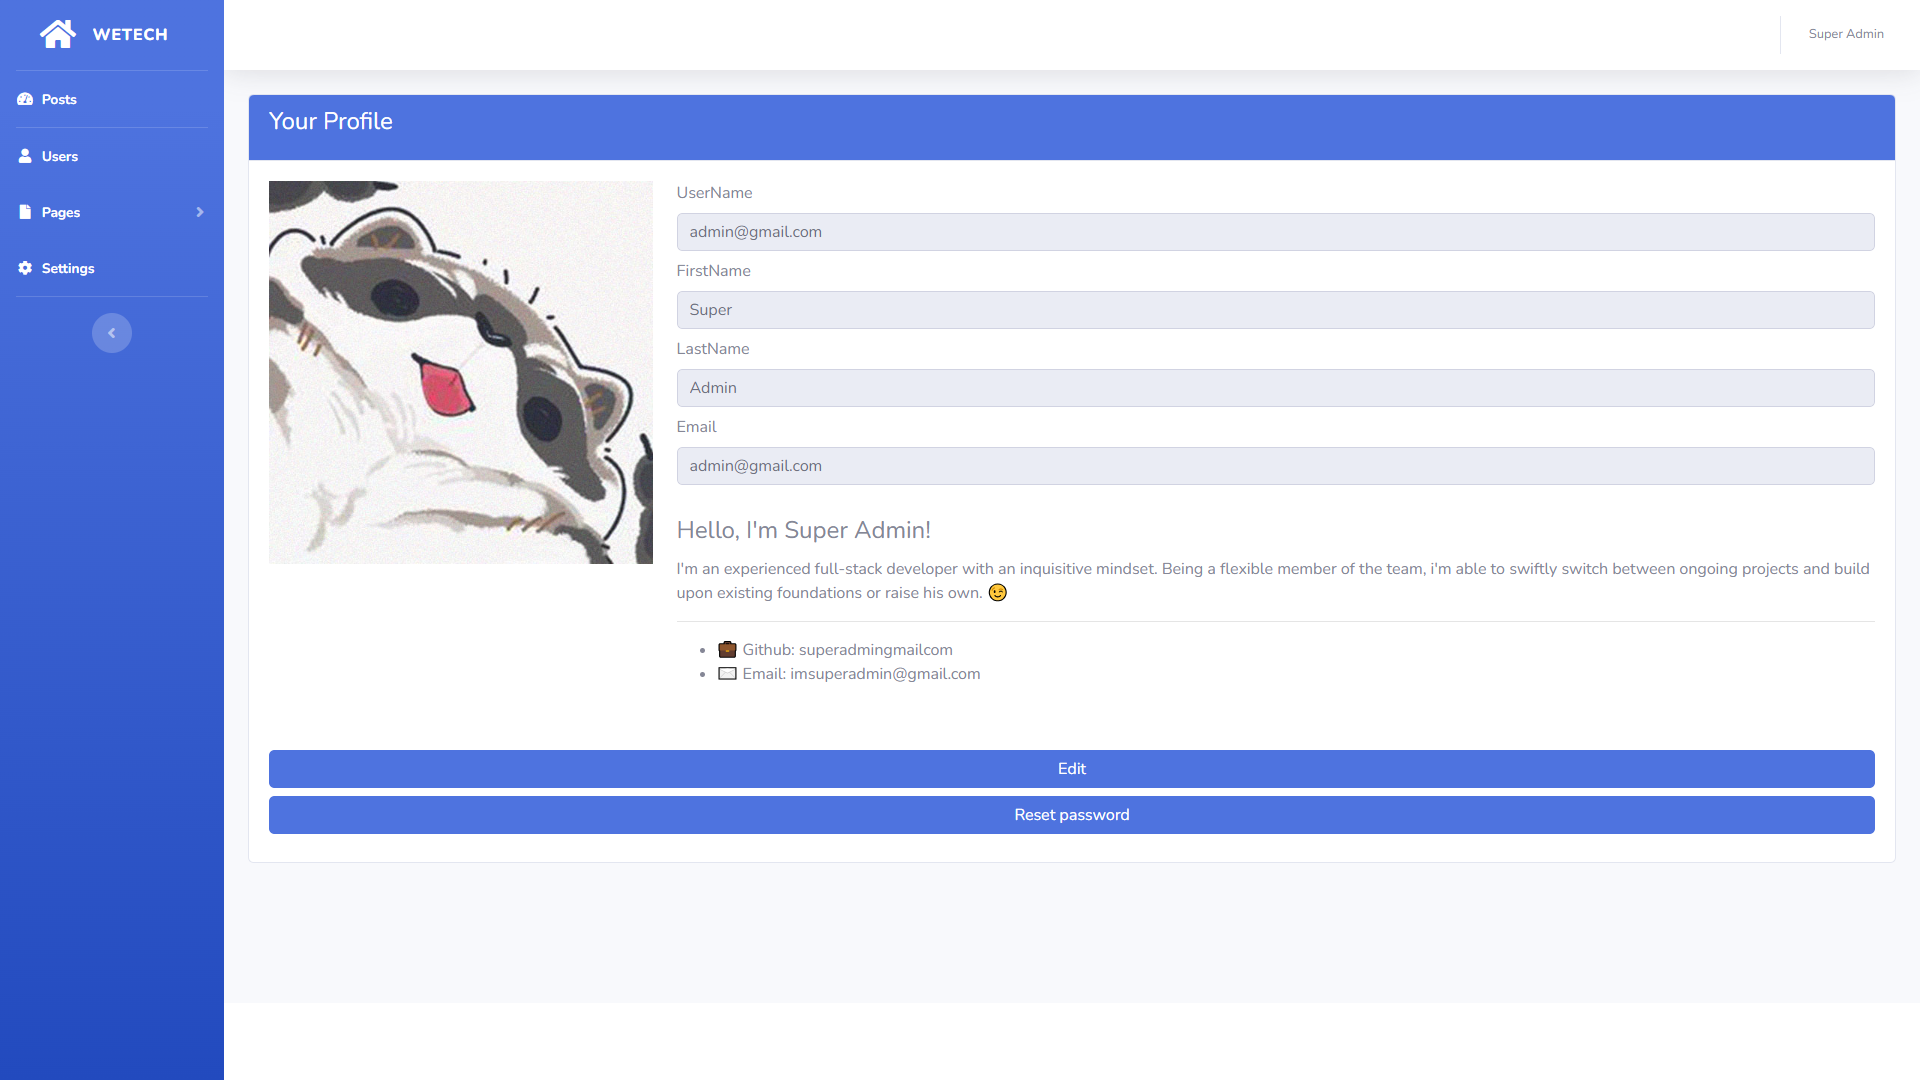 WETECH
Super Admin
Posts
Users
Pages
Settings
Your Profile
UserName
admin@gmail.com
FirstName
Super
LastName
Admin
Email
admin@gmail.com
Hello, I'm Super Admin!
I'm an experienced full-stack developer with an inquisitive mindset. Being a flexible member of the team, i'm able to swiftly switch between ongoing projects and build
upon existing foundations or raise his own. 😉
💼 Github: superadmingmailcom
✉️ Email: imsuperadmin@gmail.com
Edit
Reset password